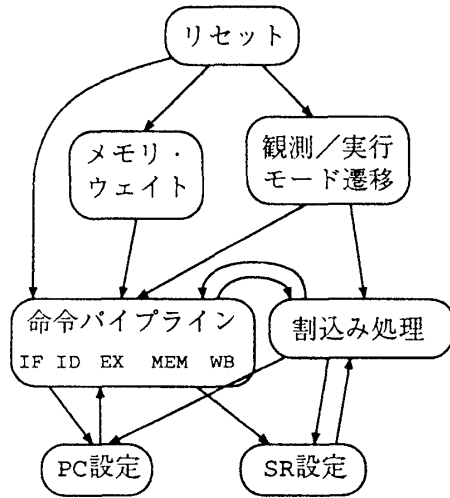 リセット
メモリ・
ウェイト
観測／実行
モード遷移
命令パイプライン
IF ID EX MEM WB
割込み処理
PC設定
SR設定